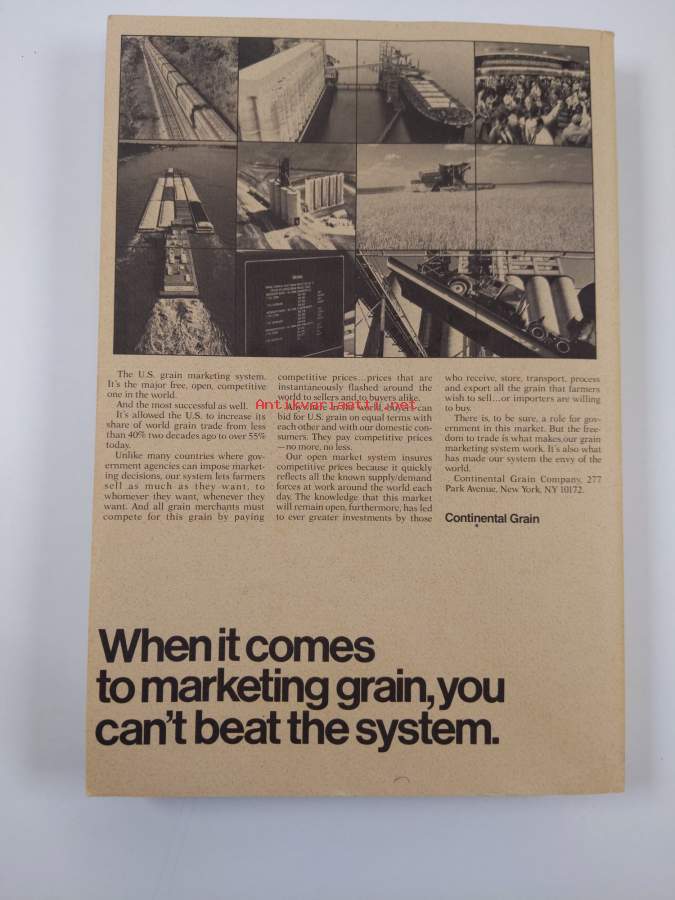 The U.S. grain marketing system.
It's the major free, open, competitive
one in the world.
And the most successful as well.
It's allowed the U.S. to increase its
share of world grain trade from less
than 40% two decades ago to over 55%
today.
Unlike many countries where gov-
ernment agencies can impose market-
ing decisions, our system lets farmers
sell as much as they want, to
whomever they want, whenever they
want. And all grain merchants must
compete for this grain by paying
competitive prices...prices that are
instantaneously flashed around the
world to sellers and to buyers alike.
in the world, buyers can
bid for U.S. grain on equal terms with
each other and with our domestic con-
sumers. They pay competitive prices
—no more, no less.
Our open market system insures
competitive prices because it quickly
reflects all the known supply/demand
forces at work around the world each
day. The knowledge that this market
will remain open, furthermore, has led
to ever greater investments by those
who receive, store, transport, process
and export all the grain that farmers
wish to sell...or importers are willing
to buy.
There is, to be sure, a role for gov-
ernment in this market. But the free-
dom to trade is what makes our grain
marketing system work. It's also what
has made our system the envy of the
world.
Continental Grain Company, 277
Park Avenue, New York, NY 10172.
Continental Grain
Antikvariaatti.net
When it comes
to marketing grain, you
can't beat the system.